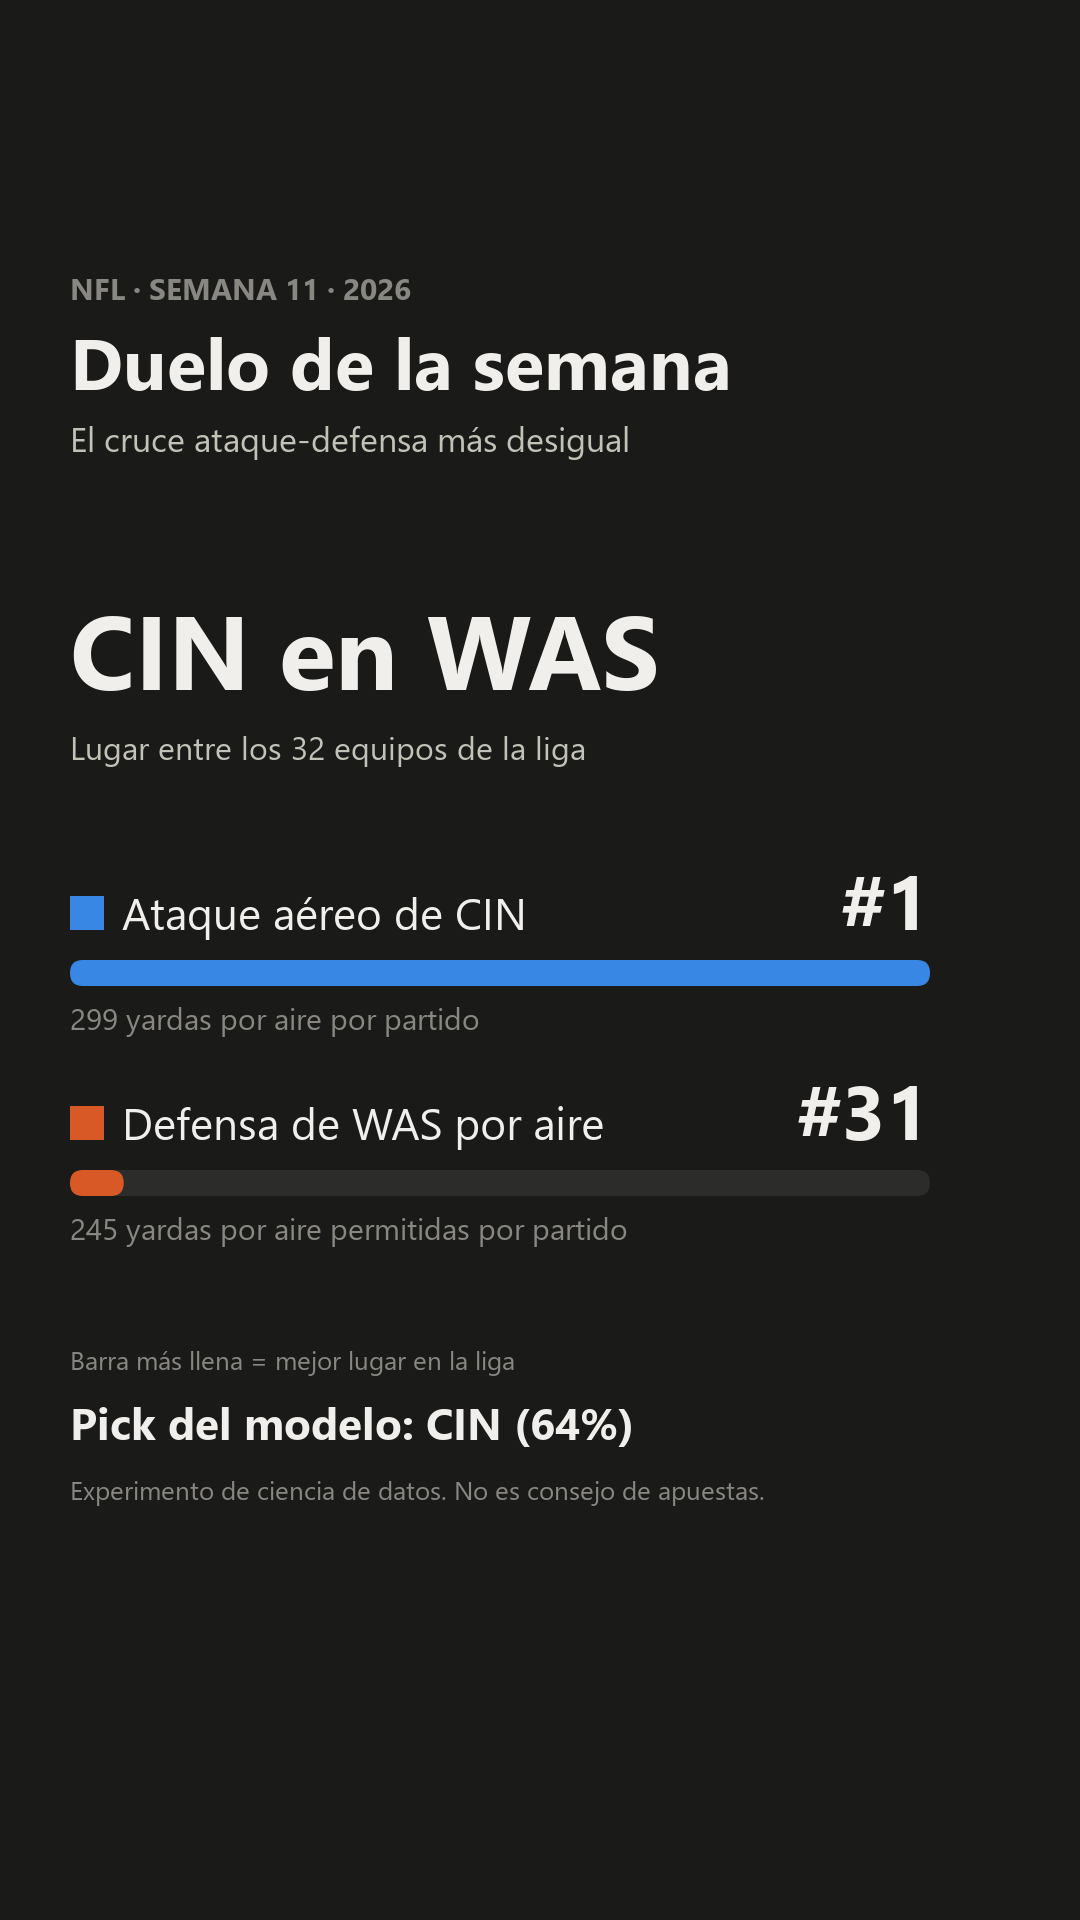 NFL · SEMANA 11 · 2026
Duelo de la semana
El cruce ataque-defensa más desigual
CIN en WAS
Lugar entre los 32 equipos de la liga
Ataque aéreo de CIN #1
299 yardas por aire por partido
Defensa de WAS por aire #31
245 yardas por aire permitidas por partido
Barra más llena = mejor lugar en la liga
Pick del modelo: CIN (64%)
Experimento de ciencia de datos. No es consejo de apuestas.